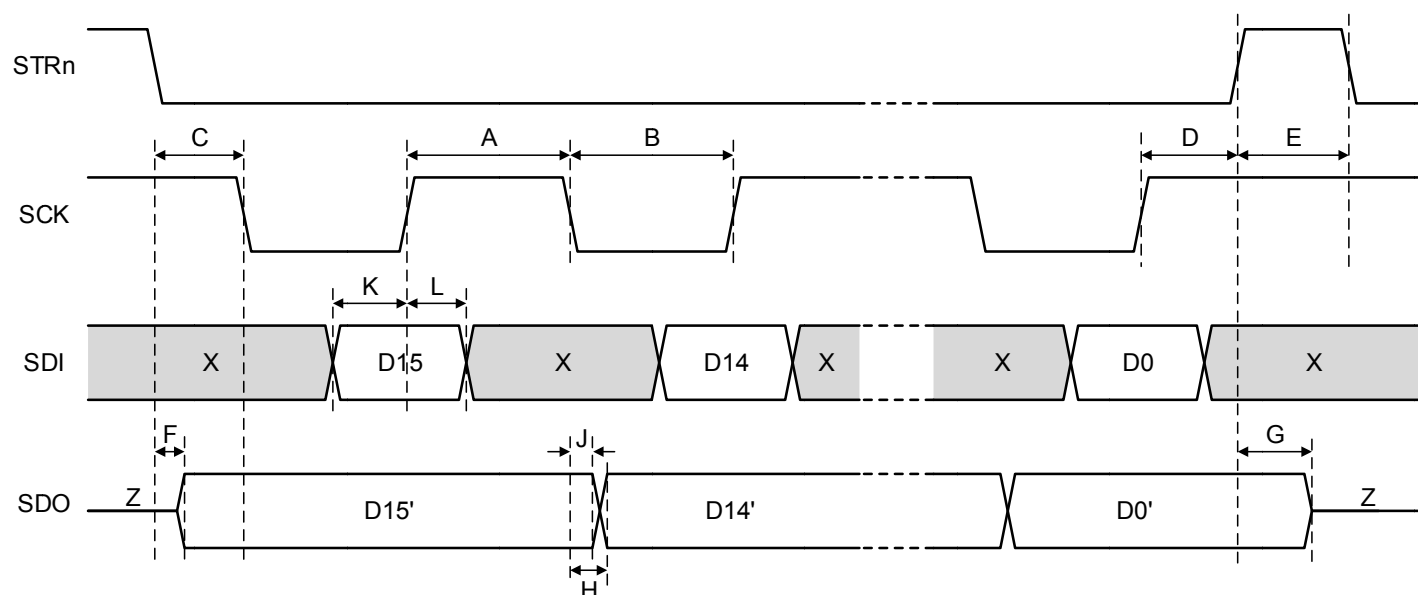 STRn
C A B D E
SCK
K L
SDI X D15 X D14 X X D0 X
F J G
SDO Z D15' D14' D0' Z
H